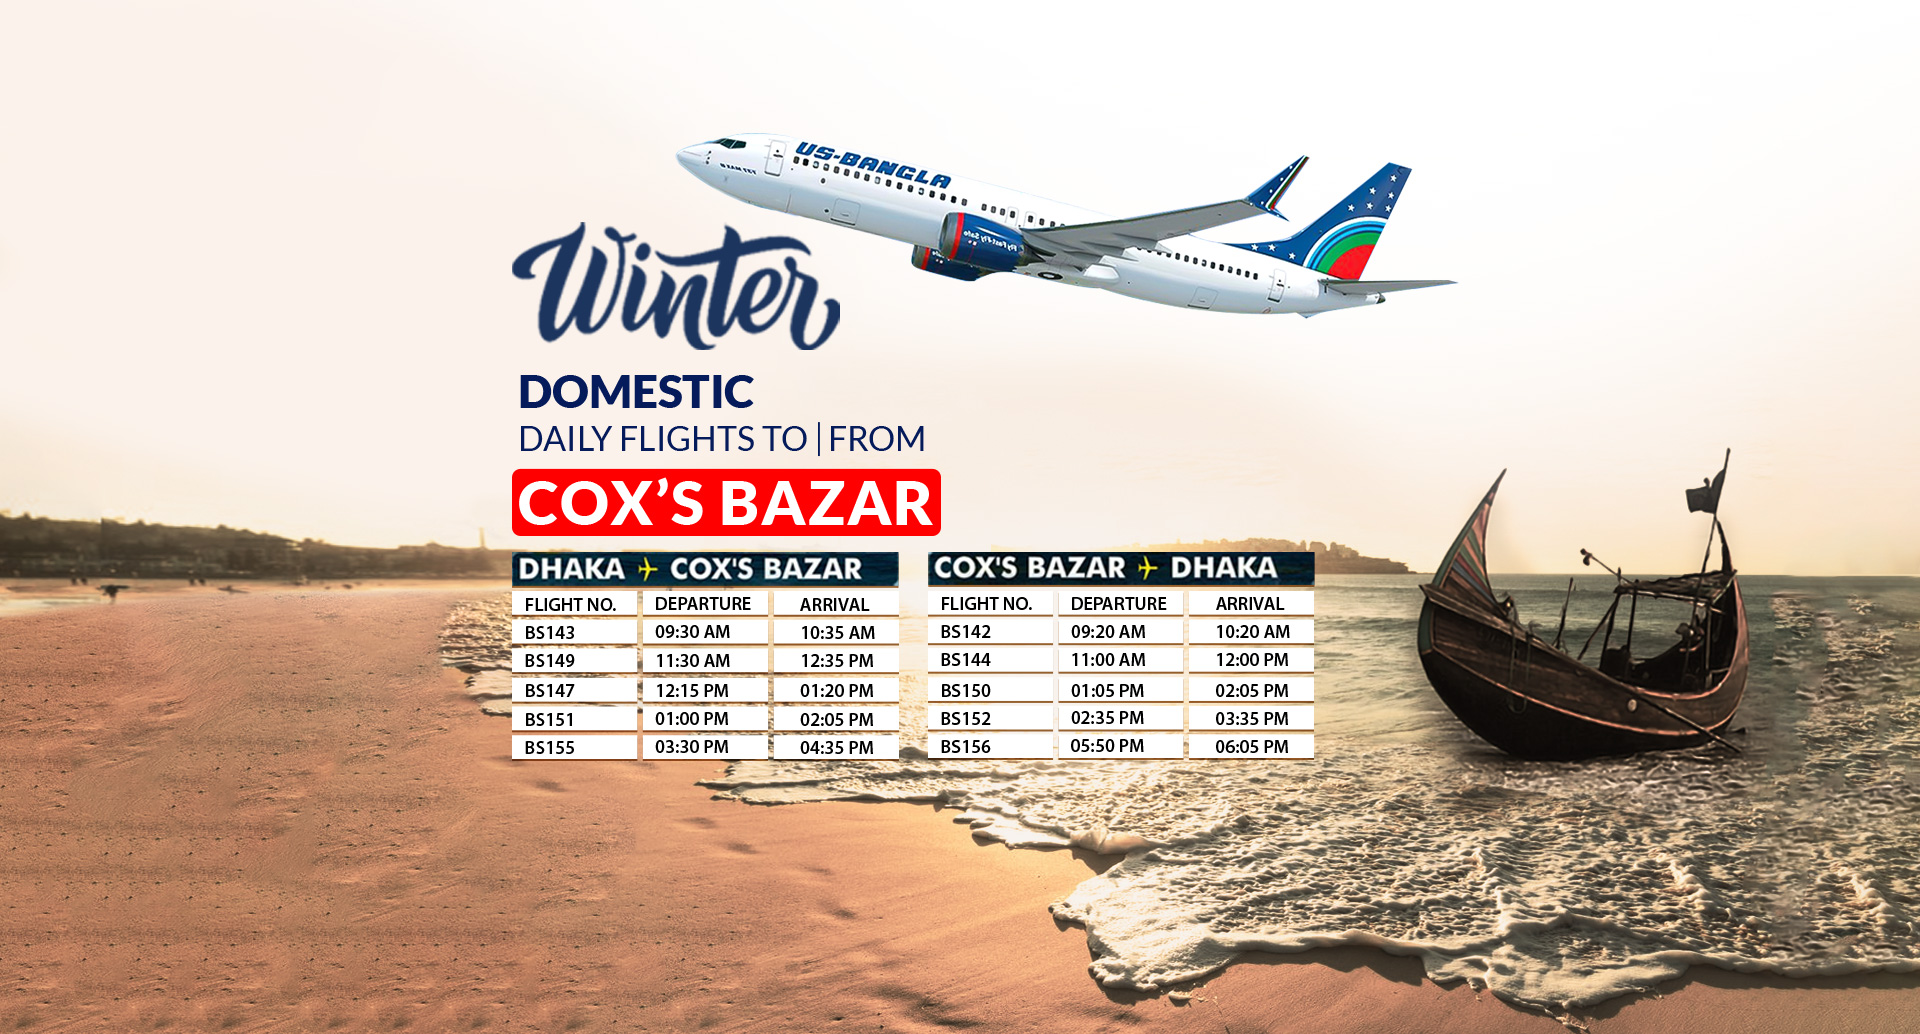 US-BANGLA
Winter
DOMESTIC
DAILY FLIGHTS TO | FROM
COX'S BAZAR
DHAKA COX'S BAZAR
FLIGHT NO. DEPARTURE ARRIVAL
BS143 09:30 AM 10:35 AM
BS149 11:30 AM 12:35 PM
BS147 12:15 PM 01:20 PM
BS151 01:00 PM 02:05 PM
BS155 03:30 PM 04:35 PM
COX'S BAZAR DHAKA
FLIGHT NO. DEPARTURE ARRIVAL
BS142 09:20 AM 10:20 AM
BS144 11:00 AM 12:00 PM
BS150 01:05 PM 02:05 PM
BS152 02:35 PM 03:35 PM
BS156 05:50 PM 06:05 PM